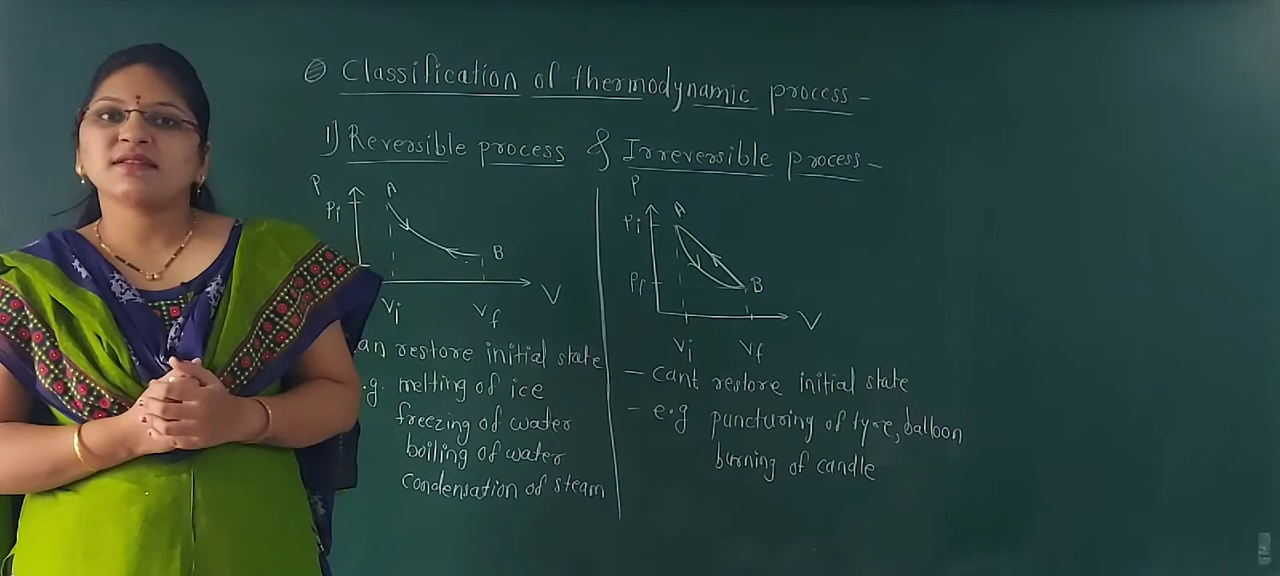 Classification of thermodynamic process -
1) Reversible process & Irreversible process -
P
A
Pi
B
V
Vi
Vf
an restore initial state
.g. melting of ice
freezing of water
boiling of water
condensation of steam
P
A
Pi
Pf
B
V
Vi
Vf
- cant restore initial state
- e.g puncturing of tyre, balloon
burning of candle